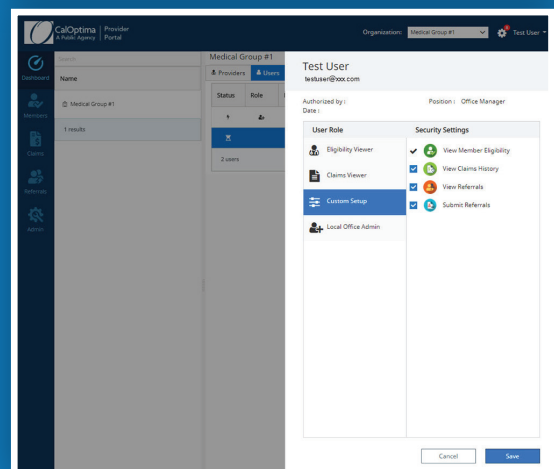 CalOptima
A Public Agency
Provider
Portal
Organization:
Medical Group #1
Test User
Dashboard
Members
Claims
Referrals
Admin
Search
Name
Medical Group #1
1 results
Medical Group #1
Providers
Users
Status
Role
2 users
Test User
testuser@xxx.com
Authorized by :
Position : Office Manager
Date :
User Role
Eligibility Viewer
Claims Viewer
Custom Setup
Local Office Admin
Security Settings
View Member Eligibility
View Claims History
View Referrals
Submit Referrals
Cancel
Save